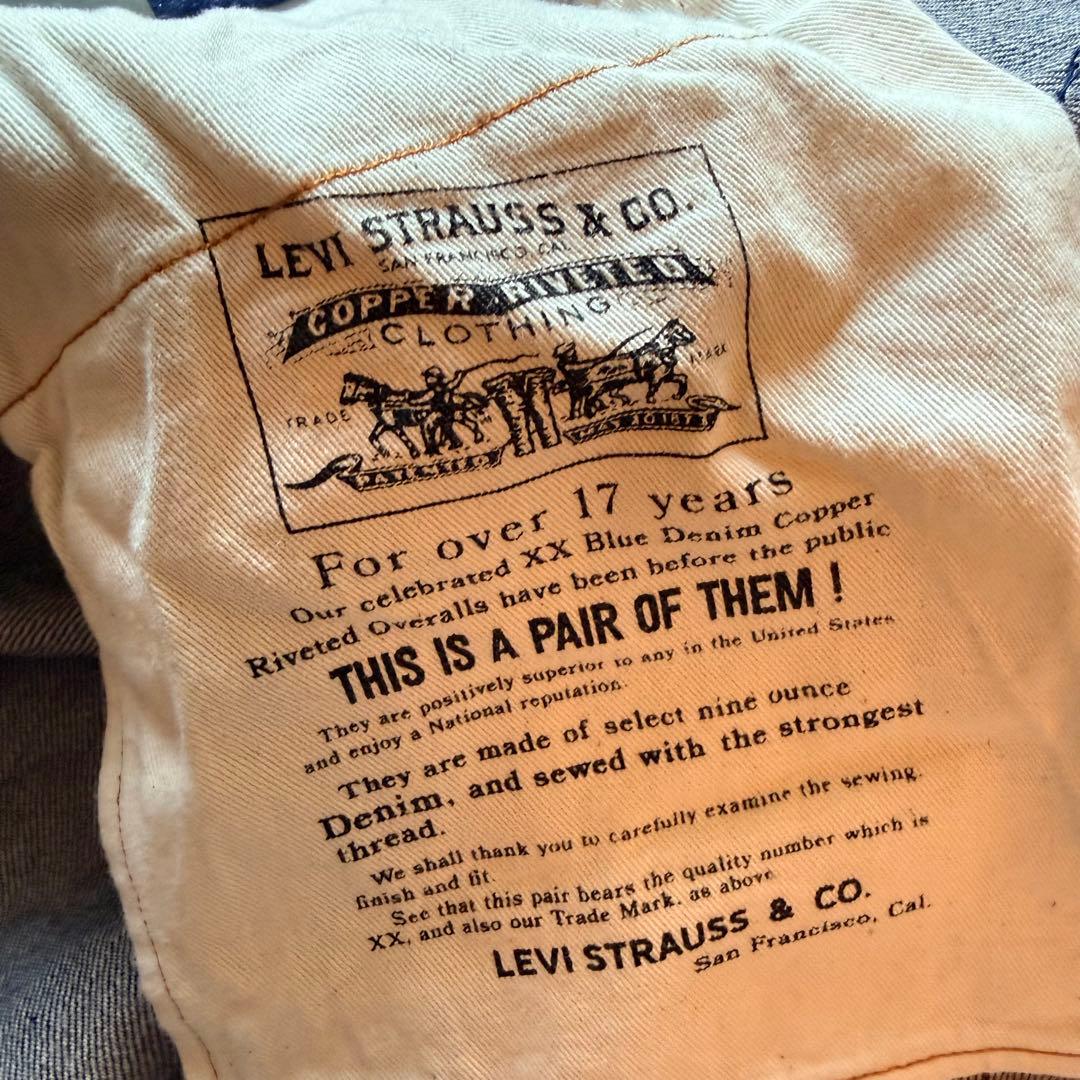 LEVI STRAUSS & CO.
SAN FRANCISCO, CAL.
COPPER RIVETED
CLOTHING
TRADE MARK
PATENTED MAY 20 1873
For over 17 years
Our celebrated XX Blue Denim Copper
Riveted Overalls have been before the public
THIS IS A PAIR OF THEM !
They are positively superior to any in the United States
and enjoy a National reputation.
They are made of select nine ounce
Denim, and sewed with the strongest
thread.
We shall thank you to carefully examine the sewing.
finish and fit.
See that this pair bears the quality number which is
XX, and also our Trade Mark. as above
LEVI STRAUSS & CO.
San Francisco, Cal.